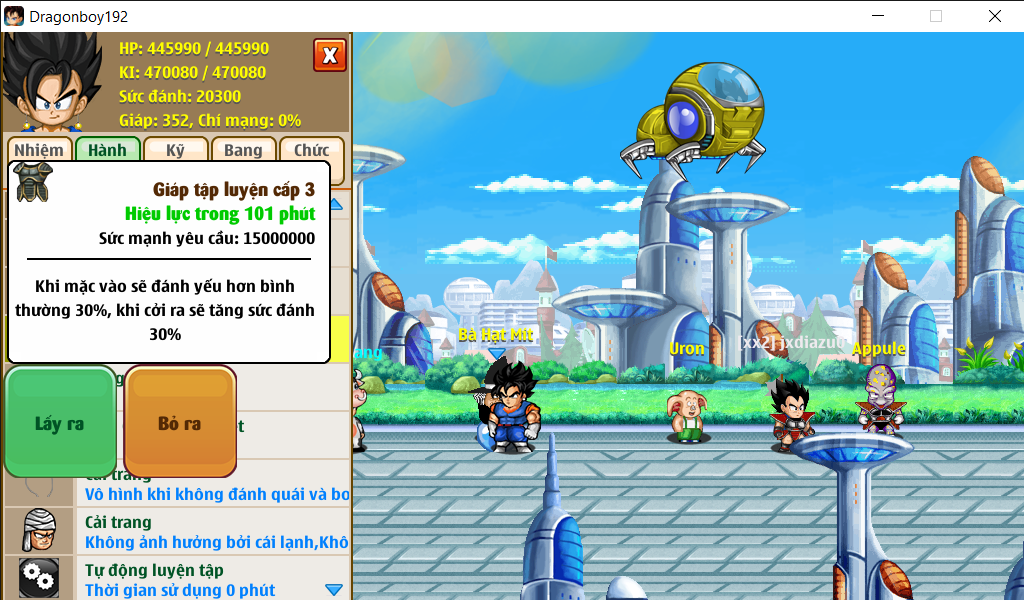 Dragonboy192
HP: 445990 / 445990
KI: 470080 / 470080
Sức đánh: 20300
Giáp: 352, Chí mạng: 0%
X
Nhiệm
Hành
Kỹ
Bang
Chức
Giáp tập luyện cấp 3
Hiệu lực trong 101 phút
Sức mạnh yêu cầu: 15000000
Khi mặc vào sẽ đánh yếu hơn bình
thường 30%, khi cởi ra sẽ tăng sức đánh
30%
Lấy ra
Bỏ ra
Cải trang
Vô hình khi không đánh quái và bo
Cải trang
Không ảnh hưởng bởi cái lạnh,Khô
Tự động luyện tập
Thời gian sử dụng 0 phút
Bà Hạt Mít
Uron
[xx2] jxdiazuo
Appule